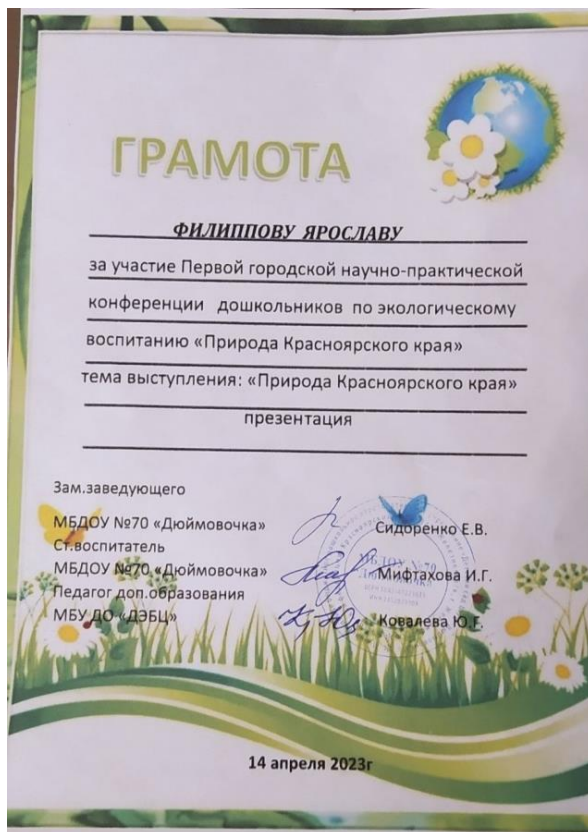 ГРАМОТА
ФИЛИППОВУ ЯРОСЛАВУ
за участие Первой городской научно-практической
конференции дошкольников по экологическому
воспитанию «Природа Красноярского края»
тема выступления: «Природа Красноярского края»
презентация
Зам.заведующего
МБДОУ №70 «Дюймовочка» Сидоренко Е.В.
Ст.воспитатель
МБДОУ №70 «Дюймовочка» Мифтахова И.Г.
Педагог доп.образования
МБУ ДО «ДЭБЦ» Ковалева Ю.Г.
МБДОУ №70
14 апреля 2023г